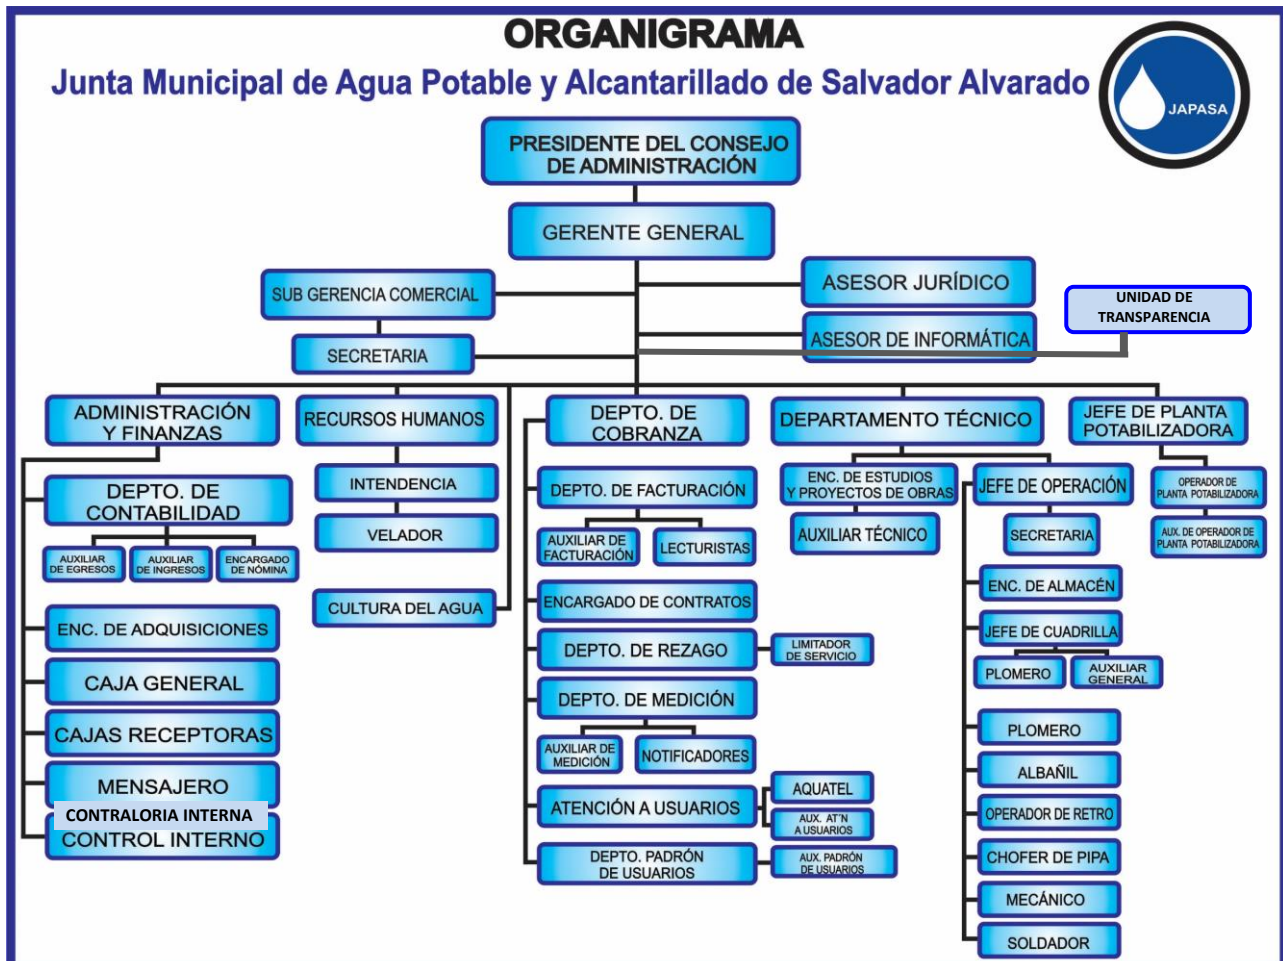 ORGANIGRAMA
Junta Municipal de Agua Potable y Alcantarillado de Salvador Alvarado
JAPASA
PRESIDENTE DEL CONSEJO
DE ADMINISTRACIÓN
GERENTE GENERAL
SUB GERENCIA COMERCIAL
SECRETARIA
ASESOR JURÍDICO
ASESOR DE INFORMÁTICA
UNIDAD DE
TRANSPARENCIA
ADMINISTRACIÓN
Y FINANZAS
DEPTO. DE
CONTABILIDAD
AUXILIAR
DE EGRESOS
AUXILIAR
DE INGRESOS
ENCARGADO
DE NÓMINA
ENC. DE ADQUISICIONES
CAJA GENERAL
CAJAS RECEPTORAS
MENSAJERO
CONTRALORIA INTERNA
CONTROL INTERNO
RECURSOS HUMANOS
INTENDENCIA
VELADOR
CULTURA DEL AGUA
DEPTO. DE
COBRANZA
DEPTO. DE FACTURACIÓN
AUXILIAR DE
FACTURACIÓN
LECTURISTAS
ENCARGADO DE CONTRATOS
DEPTO. DE REZAGO
LIMITADOR
DE SERVICIO
DEPTO. DE MEDICIÓN
AUXILIAR DE
MEDICIÓN
NOTIFICADORES
ATENCIÓN A USUARIOS
AQUATEL
AUX. AT'N
A USUARIOS
DEPTO. PADRÓN
DE USUARIOS
AUX. PADRÓN
DE USUARIOS
DEPARTAMENTO TÉCNICO
ENC. DE ESTUDIOS
Y PROYECTOS DE OBRAS
AUXILIAR TÉCNICO
JEFE DE OPERACIÓN
SECRETARIA
ENC. DE ALMACÉN
JEFE DE CUADRILLA
PLOMERO
AUXILIAR
GENERAL
PLOMERO
ALBAÑIL
OPERADOR DE RETRO
CHOFER DE PIPA
MECÁNICO
SOLDADOR
JEFE DE PLANTA
POTABILIZADORA
OPERADOR DE
PLANTA POTABILIZADORA
AUX. DE OPERADOR DE
PLANTA POTABILIZADORA